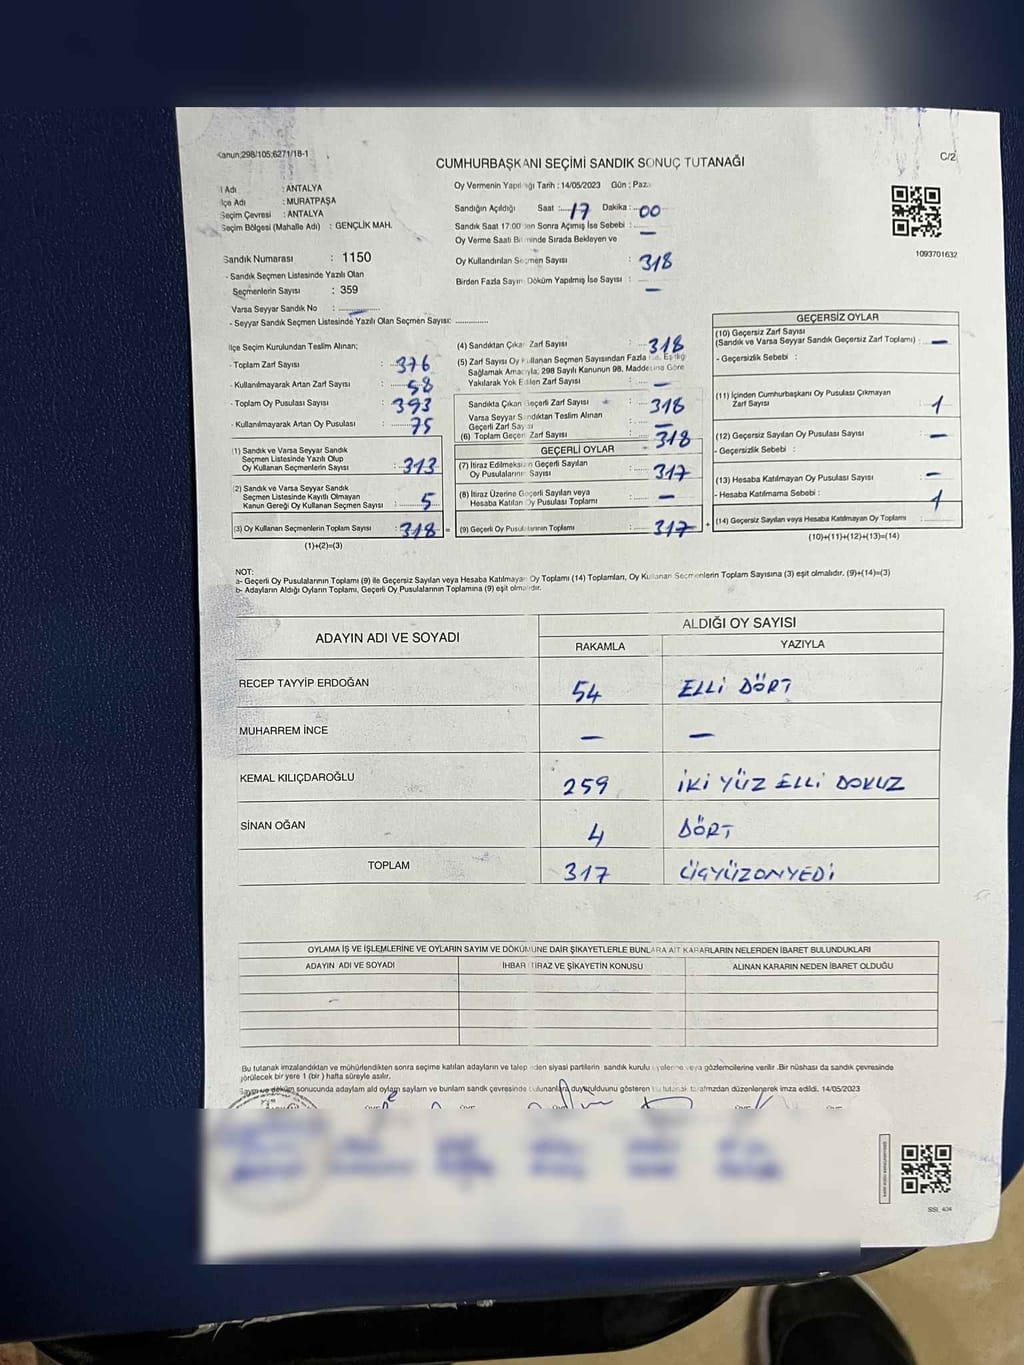 Kanun;298/105;6271/18-1
C/2
CUMHURBAŞKANI SEÇİMİ SANDIK SONUÇ TUTANAĞI
İl Adı : ANTALYA
İlçe Adı : MURATPAŞA
Seçim Çevresi : ANTALYA
Seçim Bölgesi (Mahalle Adı) : GENÇLİK MAH.
Sandık Numarası : 1150
- Sandık Seçmen Listesinde Yazılı Olan
Seçmenlerin Sayısı : 359
Varsa Seyyar Sandık No : —
- Seyyar Sandık Seçmen Listesinde Yazılı Olan Seçmen Sayısı:
Oy Vermenin Yapıldığı Tarih : 14/05/2023 Gün : Pazar
Sandığın Açıldığı Saat : 17 Dakika : 00
Sandık Saat 17:00'den Sonra Açılmış İse Sebebi : —
Oy Verme Saati Bitiminde Sırada Bekleyen ve
Oy Kullandırılan Seçmen Sayısı : 318
Birden Fazla Sayım Döküm Yapılmış İse Sayısı : —
1093701632
İlçe Seçim Kurulundan Teslim Alınan;
- Toplam Zarf Sayısı : 376
- Kullanılmayarak Artan Zarf Sayısı : 58
- Toplam Oy Pusulası Sayısı : 393
- Kullanılmayarak Artan Oy Pusulası : 75
(1) Sandık ve Varsa Seyyar Sandık
Seçmen Listesinde Yazılı Olup
Oy Kullanan Seçmenlerin Sayısı : 313
(2) Sandık ve Varsa Seyyar Sandık
Seçmen Listesinde Kayıtlı Olmayan
Kanun Gereği Oy Kullanan Seçmen Sayısı : 5
(3) Oy Kullanan Seçmenlerin Toplam Sayısı : 318
(1)+(2)=(3)
(4) Sandıktan Çıkan Zarf Sayısı : 318
(5) Zarf Sayısı Oy Kullanan Seçmen Sayısından Fazla İse, Eşitliği
Sağlamak Amacıyla; 298 Sayılı Kanunun 98. Maddesine Göre
Yakılarak Yok Edilen Zarf Sayısı : —
Sandıkta Çıkan Geçerli Zarf Sayısı : 318
Varsa Seyyar Sandıktan Teslim Alınan
Geçerli Zarf Sayısı : —
(6) Toplam Geçerli Zarf Sayısı : 318
GEÇERLİ OYLAR
(7) İtiraz Edilmeksizin Geçerli Sayılan
Oy Pusulalarının Sayısı : 317
(8) İtiraz Üzerine Geçerli Sayılan veya
Hesaba Katılan Oy Pusulası Toplamı : —
= (9) Geçerli Oy Pusulalarının Toplamı : 317 +
GEÇERSİZ OYLAR
(10) Geçersiz Zarf Sayısı
(Sandık ve Varsa Seyyar Sandık Geçersiz Zarf Toplamı) : —
- Geçersizlik Sebebi :
(11) İçinden Cumhurbaşkanı Oy Pusulası Çıkmayan
Zarf Sayısı : 1
(12) Geçersiz Sayılan Oy Pusulası Sayısı : —
- Geçersizlik Sebebi :
(13) Hesaba Katılmayan Oy Pusulası Sayısı : —
- Hesaba Katılmama Sebebi :
(14) Geçersiz Sayılan veya Hesaba Katılmayan Oy Toplamı : 1
(10)+(11)+(12)+(13)=(14)
NOT:
a- Geçerli Oy Pusulalarının Toplamı (9) ile Geçersiz Sayılan veya Hesaba Katılmayan Oy Toplamı (14) Toplamları, Oy Kullanan Seçmenlerin Toplam Sayısına (3) eşit olmalıdır. (9)+(14)=(3)
b- Adayların Aldığı Oyların Toplamı, Geçerli Oy Pusulalarının Toplamına (9) eşit olmalıdır.
ADAYIN ADI VE SOYADI
ALDIĞI OY SAYISI
RAKAMLA YAZIYLA
RECEP TAYYİP ERDOĞAN 54 ELLİ DÖRT
MUHARREM İNCE — —
KEMAL KILIÇDAROĞLU 259 İKİ YÜZ ELLİ DOKUZ
SİNAN OĞAN 4 DÖRT
TOPLAM 317 ÜÇYÜZONYEDİ
OYLAMA İŞ VE İŞLEMLERİNE VE OYLARIN SAYIM VE DÖKÜMÜNE DAİR ŞİKAYETLERLE BUNLARA AİT KARARLARIN NELERDEN İBARET BULUNDUKLARI
ADAYIN ADI VE SOYADI İHBAR İTİRAZ VE ŞİKAYETİN KONUSU ALINAN KARARIN NEDEN İBARET OLDUĞU
Bu tutanak imzalandıktan ve mühürlendikten sonra seçime katılan adayların ve talep eden siyasi partilerin sandık kurulu üyelerine veya gözlemcilerine verilir. Bir nüshası da sandık çevresinde
görülecek bir yere 1 (bir) hafta süreyle asılır.
Sayım ve döküm sonucunda adayların aldığı oyların sayılarının ve bunların sandık çevresinde bulunanlara duyurulduğunu gösteren bu tutanak tarafımızdan düzenlenerek imza edildi. 14/05/2023
SSI_404